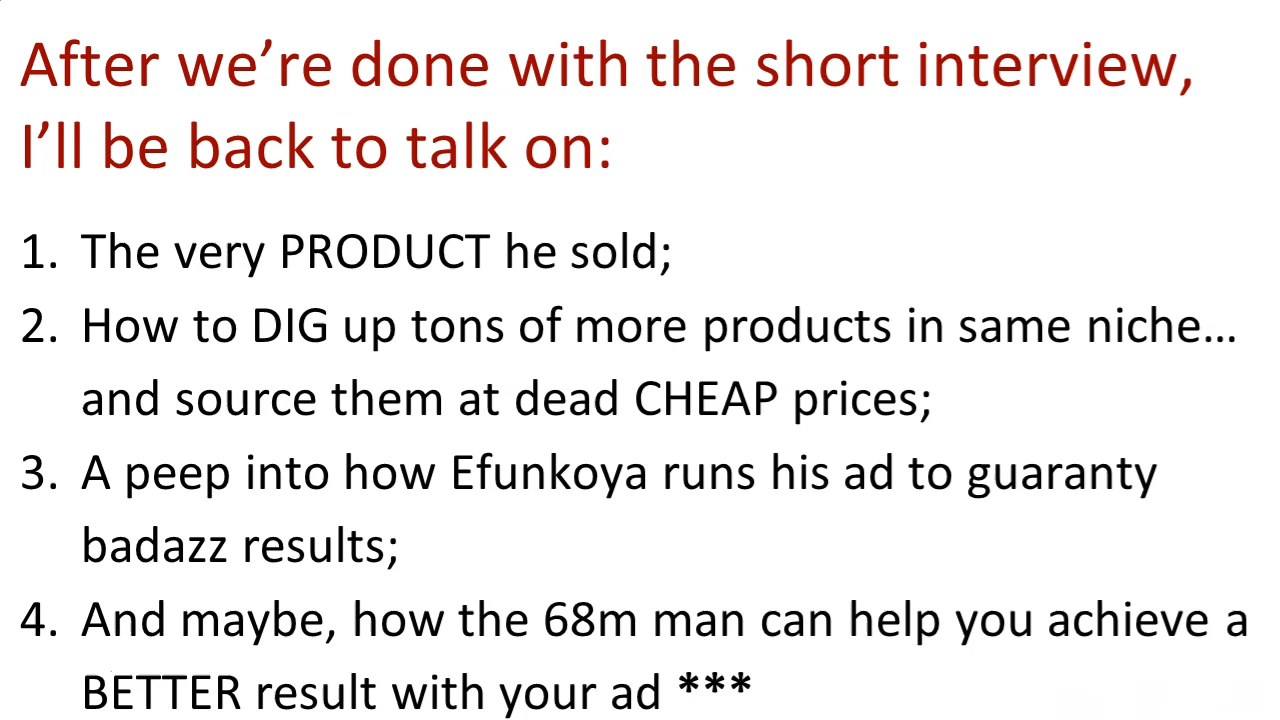 After we’re done with the short interview,
I’ll be back to talk on:
1. The very PRODUCT he sold;
2. How to DIG up tons of more products in same niche…
and source them at dead CHEAP prices;
3. A peep into how Efunkoya runs his ad to guaranty
badazz results;
4. And maybe, how the 68m man can help you achieve a
BETTER result with your ad ***